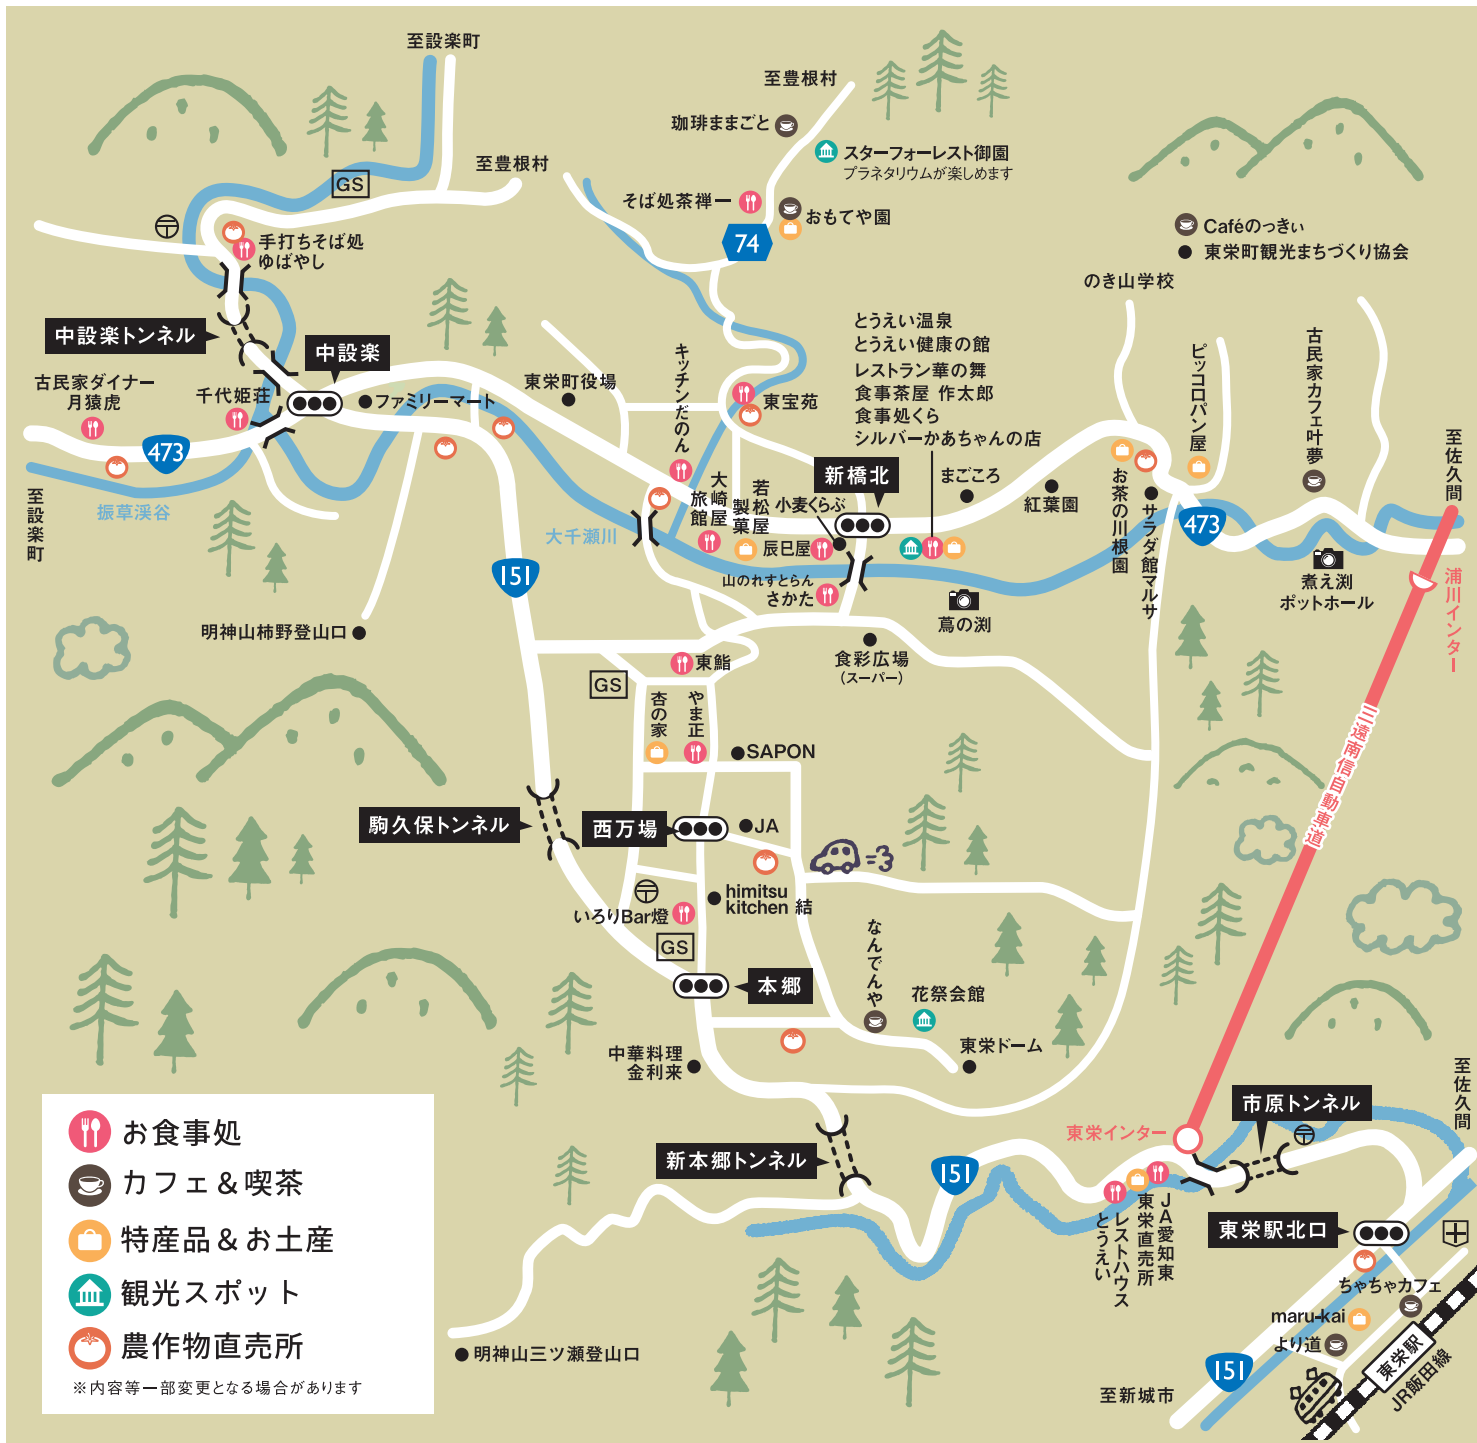 至設楽町
至豊根村
珈琲ままごと
スターフォーレスト御園
プラネタリウムが楽しめます
至豊根村
GS
そば処茶禅一
おもてや園
74
手打ちそば処
ゆばやし
Caféのっきぃ
東栄町観光まちづくり協会
のき山学校
中設楽トンネル
中設楽
とうえい温泉
とうえい健康の館
レストラン華の舞
食事茶屋 作太郎
食事処くら
シルバーかあちゃんの店
キッチンだのん
ピッコロパン屋
古民家カフェ叶夢
古民家ダイナー
月猿虎
千代姫荘
ファミリーマート
東栄町役場
東宝苑
473
新橋北
まごころ
紅葉園
至佐久間
至設楽町
振草渓谷
大千瀬川
大崎屋
旅館
若松屋
製菓
小麦くらぶ
辰巳屋
お茶の川根園
サラダ館マルサ
473
煮え渕
ポットホール
浦川インター
151
山のれすとらん
さかた
蔦の渕
明神山柿野登山口
食彩広場
(スーパー)
東鮨
GS
杏の家
やま正
SAPON
三遠南信自動車道
駒久保トンネル
西万場
JA
himitsu
kitchen 結
いろりBar燈
GS
本郷
なんでんや
花祭会館
東栄ドーム
中華料理
金利来
至佐久間
市原トンネル
東栄インター
新本郷トンネル
151
JA愛知東
東栄直売所
レストハウス
とうえい
東栄駅北口
ちゃちゃカフェ
maru-kai
より道
東栄駅
JR飯田線
151
至新城市
明神山三ツ瀬登山口
お食事処
カフェ&喫茶
特産品&お土産
観光スポット
農作物直売所
※内容等一部変更となる場合があります